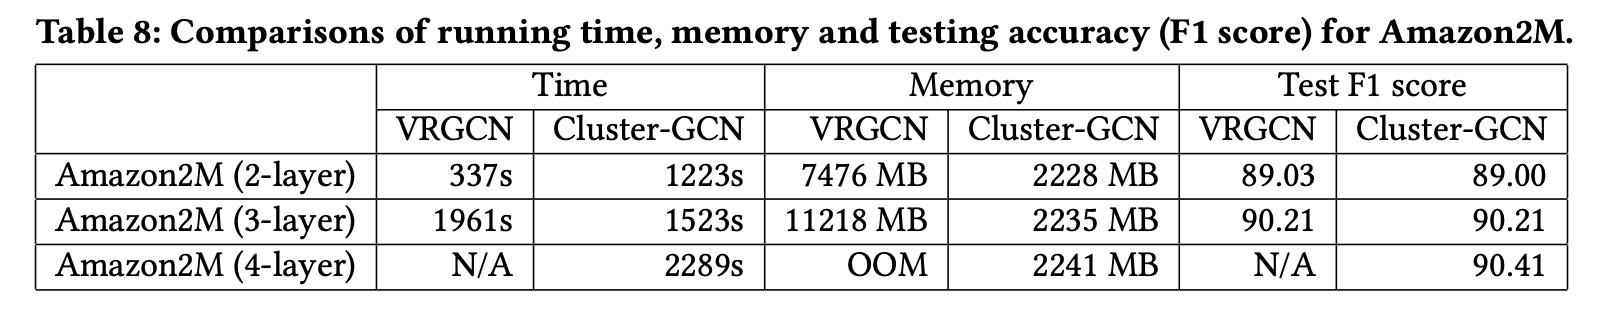 Table 8: Comparisons of running time, memory and testing accuracy (F1 score) for Amazon2M.
Time Memory Test F1 score
VRGCN Cluster-GCN VRGCN Cluster-GCN VRGCN Cluster-GCN
Amazon2M (2-layer) 337s 1223s 7476 MB 2228 MB 89.03 89.00
Amazon2M (3-layer) 1961s 1523s 11218 MB 2235 MB 90.21 90.21
Amazon2M (4-layer) N/A 2289s OOM 2241 MB N/A 90.41